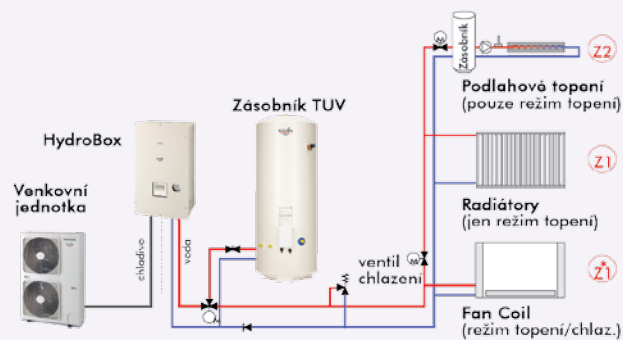 Zásobník
Z2
Podlahové topení
(pouze režim topení)
Zásobník TUV
HydroBox
Z1
Venkovní
jednotka
Radiátory
(jen režim topení)
chladivo
voda
ventil
chlazení
Z1*
Fan Coil
(režim topení/chlaz.)
M
M
M